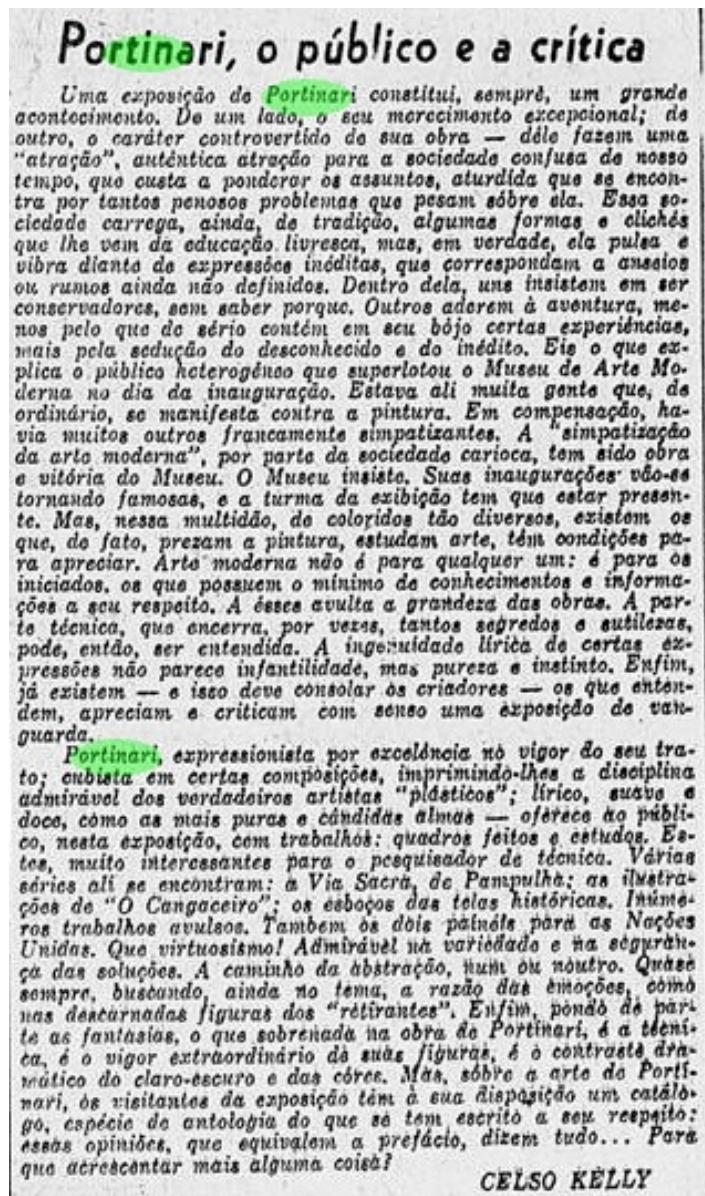 Portinari, o público e a crítica
Uma exposição de Portinari constitui, sempre, um grande
acontecimento. De um lado, o seu merecimento excepcional; de
outro, o caráter controvertido de sua obra — dêle fazem uma
"atração", autêntica atração para a sociedade confusa de nosso
tempo, que custa a ponderar os assuntos, aturdida que se encon-
tra por tantos penosos problemas que pesam sôbre ela. Essa so-
ciedade carrega, ainda, de tradição, algumas formas e clichês
que lhe vem da educação livresca, mas, em verdade, ela pulsa e
vibra diante de expressões inéditas, que correspondam a anseios
ou rumos ainda não definidos. Dentro dela, uns insistem em ser
conservadores, sem saber porque. Outros aderem à aventura, me-
nos pelo que de sério contém em seu bôjo certas experiências,
mais pela sedução do desconhecido e do inédito. Eis o que ex-
plica o público heterogêneo que superlotou o Museu de Arte Mo-
derna no dia da inauguração. Estava ali muita gente que, de
ordinário, se manifesta contra a pintura. Em compensação, ha-
via muitos outros francamente simpatizantes. A "simpatização
da arte moderna", por parte da sociedade carioca, tem sido obra
e vitória do Museu. O Museu insiste. Suas inaugurações vão-se
tornando famosas, e a turma da exibição tem que estar presen-
te. Mas, nessa multidão, de coloridos tão diversos, existem os
que, de fato, prezam a pintura, estudam arte, têm condições pa-
ra apreciar. Arte moderna não é para qualquer um: é para os
iniciados, os que possuem o mínimo de conhecimentos e informa-
ções a seu respeito. A êsses avulta a grandeza das obras. A par-
te técnica, que encerra, por vezes, tantos segredos e sutilezas,
pode, então, ser entendida. A ingenuidade lírica de certas ex-
pressões não parece infantilidade, mas pureza e instinto. Enfim,
já existem — e isso deve consolar os criadores — os que enten-
dem, apreciam e criticam com senso uma exposição de van-
guarda.
Portinari, expressionista por excelência no vigor do seu tra-
to; cubista em certas composições, imprimindo-lhes a disciplina
admirável dos verdadeiros artistas "plásticos"; lírico, suave e
doce, como as mais puras e cândidas almas — oferece ao públi-
co, nesta exposição, cem trabalhos: quadros feitos e estudos. Es-
tes, muito interessantes para o pesquisador de técnica. Várias
séries ali se encontram: a Via Sacra, de Pampulha; as ilustra-
ções de "O Cangaceiro"; os esboços das telas históricas. Inúme-
ros trabalhos avulsos. Tambem os dois painéis para as Nações
Unidas. Que virtuosismo! Admirável na variedade e na seguran-
ça das soluções. A caminho da abstração, num ou noutro. Quase
sempre, buscando, ainda no tema, a razão das emoções, como
nas descarnadas figuras dos "retirantes". Enfim, pondo de par-
te as fantasias, o que sobrenada na obra de Portinari, é a técni-
ca, é o vigor extraordinário de suas figuras, é o contraste dra-
mático do claro-escuro e das côres. Mas, sôbre a arte de Porti-
nari, os visitantes da exposição têm à sua disposição um catálo-
go, espécie de antologia do que se tem escrito a seu respeito:
essas opiniões, que equivalem a prefácio, dizem tudo... Para
que acrescentar mais alguma coisa?
CELSO KELLY